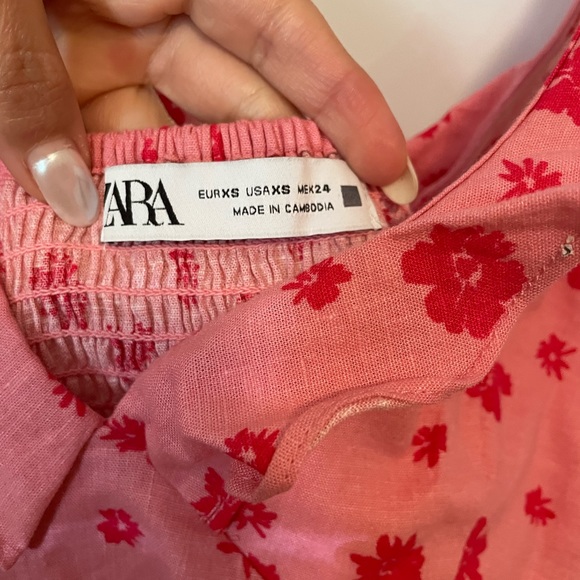 ZARA
EUR XS USA XS MEX 24
MADE IN CAMBODIA